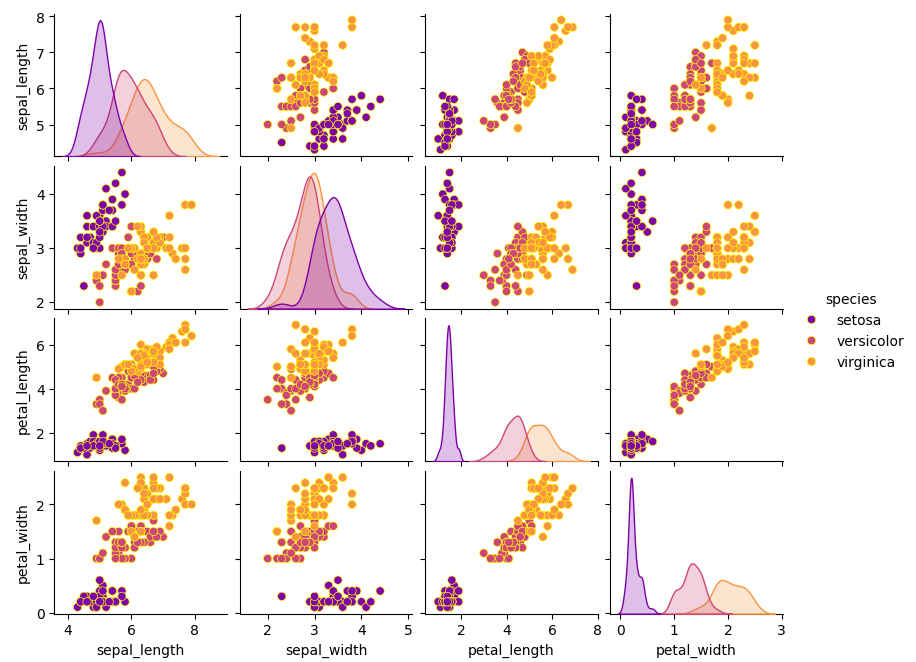 sepal_length
8
7
6
5
sepal_width
4
3
2
petal_length
6
4
2
petal_width
2
1
0
4 6 8
2 3 4 5
2 4 6 8
0 1 2 3
sepal_length
sepal_width
petal_length
petal_width
species
setosa
versicolor
virginica